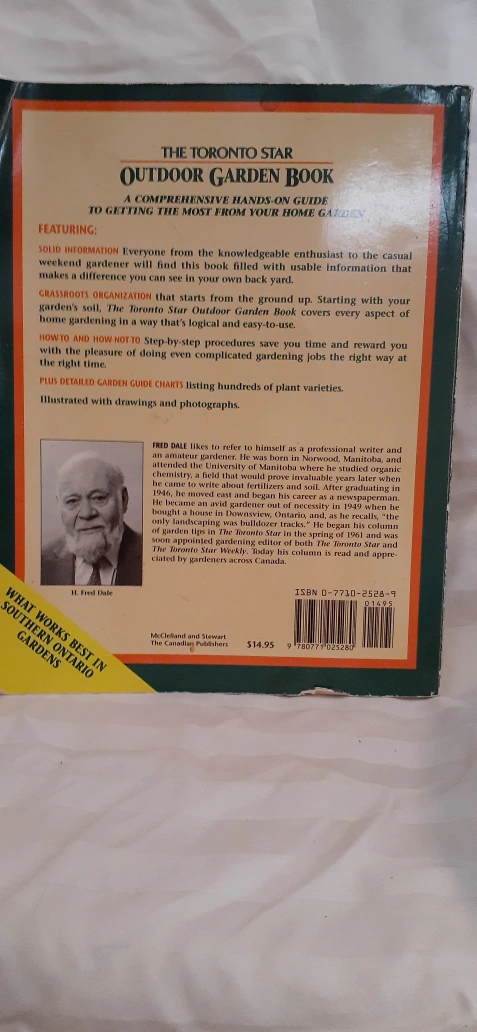 THE TORONTO STAR
OUTDOOR GARDEN BOOK
A COMPREHENSIVE HANDS-ON GUIDE
TO GETTING THE MOST FROM YOUR HOME GARDEN
FEATURING:
SOLID INFORMATION Everyone from the knowledgeable enthusiast to the casual
weekend gardener will find this book filled with usable information that
makes a difference you can see in your own back yard.
GRASSROOTS ORGANIZATION that starts from the ground up. Starting with your
garden's soil, The Toronto Star Outdoor Garden Book covers every aspect of
home gardening in a way that's logical and easy-to-use.
HOW-TO AND HOW-NOT-TO Step-by-step procedures save you time and reward you
with the pleasure of doing even complicated gardening jobs the right way at
the right time.
PLUS DETAILED GARDEN GUIDE CHARTS listing hundreds of plant varieties.
Illustrated with drawings and photographs.
FRED DALE likes to refer to himself as a professional writer and
an amateur gardener. He was born in Norwood, Manitoba, and
attended the University of Manitoba where he studied organic
chemistry, a field that would prove invaluable years later when
he came to write about fertilizers and soil. After graduating in
1946, he moved east and began his career as a newspaperman.
He became an avid gardener out of necessity in 1949 when he
bought a house in Downsview, Ontario, and, as he recalls, "the
only landscaping was bulldozer tracks." He began his column
of garden tips in The Toronto Star in the spring of 1961 and was
soon appointed gardening editor of both The Toronto Star and
The Toronto Star Weekly. Today his column is read and appre-
ciated by gardeners across Canada.
H. Fred Dale
WHAT WORKS BEST IN
SOUTHERN ONTARIO
GARDENS
McClelland and Stewart
The Canadian Publishers
$14.95
ISBN 0-7710-2528-9
01495
9 780771 025280